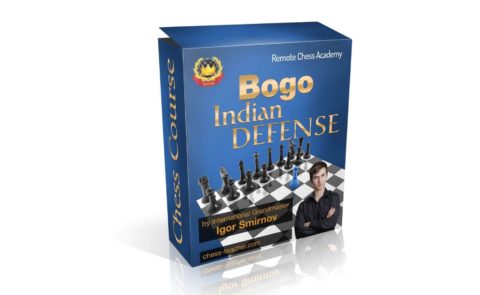 Remote Chess Academy
Bogo
Indian
DEFENSE
by International Grandmaster
Igor Smirnov
chess-teacher.com
Chess Course